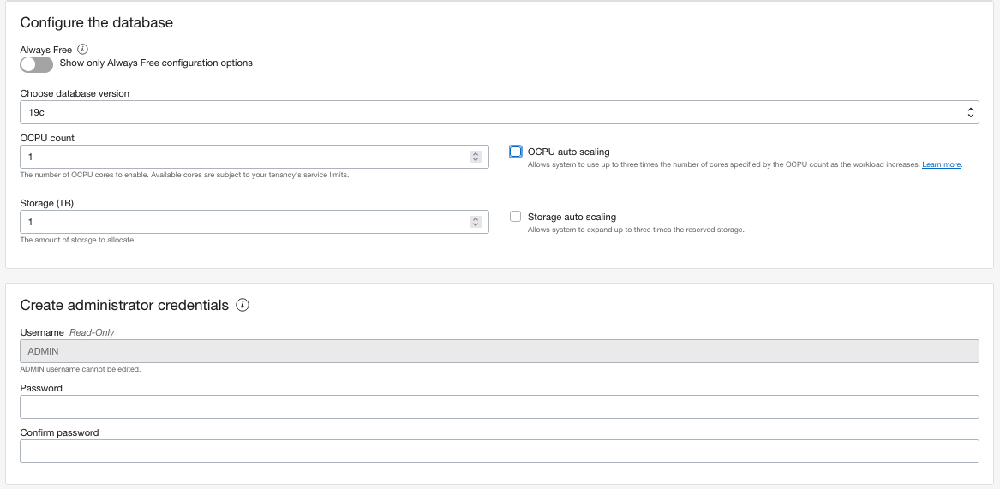 Configure the database
Always Free
Show only Always Free configuration options
Choose database version
19c
OCPU count
1
The number of OCPU cores to enable. Available cores are subject to your tenancy's service limits.
OCPU auto scaling
Allows system to use up to three times the number of cores specified by the OCPU count as the workload increases. Learn more.
Storage (TB)
1
The amount of storage to allocate.
Storage auto scaling
Allows system to expand up to three times the reserved storage.
Create administrator credentials
Username Read-Only
ADMIN
ADMIN username cannot be edited.
Password
Confirm password